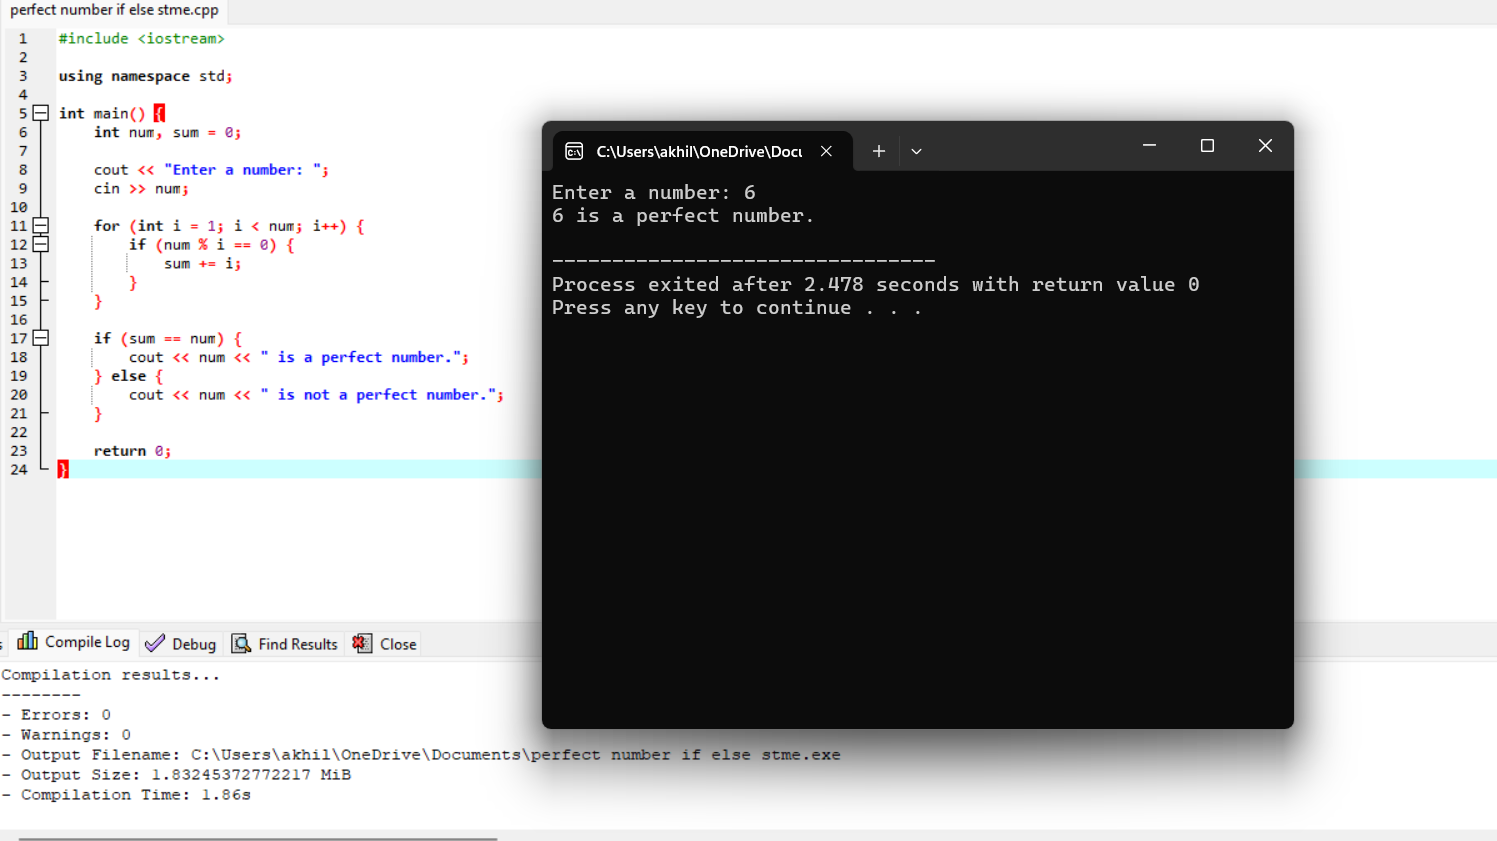 perfect number if else stme.cpp
1 #include <iostream>
2
3 using namespace std;
4
5 int main() {
6 int num, sum = 0;
7
8 cout << "Enter a number: ";
9 cin >> num;
10
11 for (int i = 1; i < num; i++) {
12 if (num % i == 0) {
13 sum += i;
14 }
15 }
16
17 if (sum == num) {
18 cout << num << " is a perfect number.";
19 } else {
20 cout << num << " is not a perfect number.";
21 }
22
23 return 0;
24 }
C:\Users\akhil\OneDrive\Docu
Enter a number: 6
6 is a perfect number.
--------------------------------
Process exited after 2.478 seconds with return value 0
Press any key to continue . . .
Compile Log Debug Find Results Close
Compilation results...
--------
- Errors: 0
- Warnings: 0
- Output Filename: C:\Users\akhil\OneDrive\Documents\perfect number if else stme.exe
- Output Size: 1.83245372772217 MiB
- Compilation Time: 1.86s